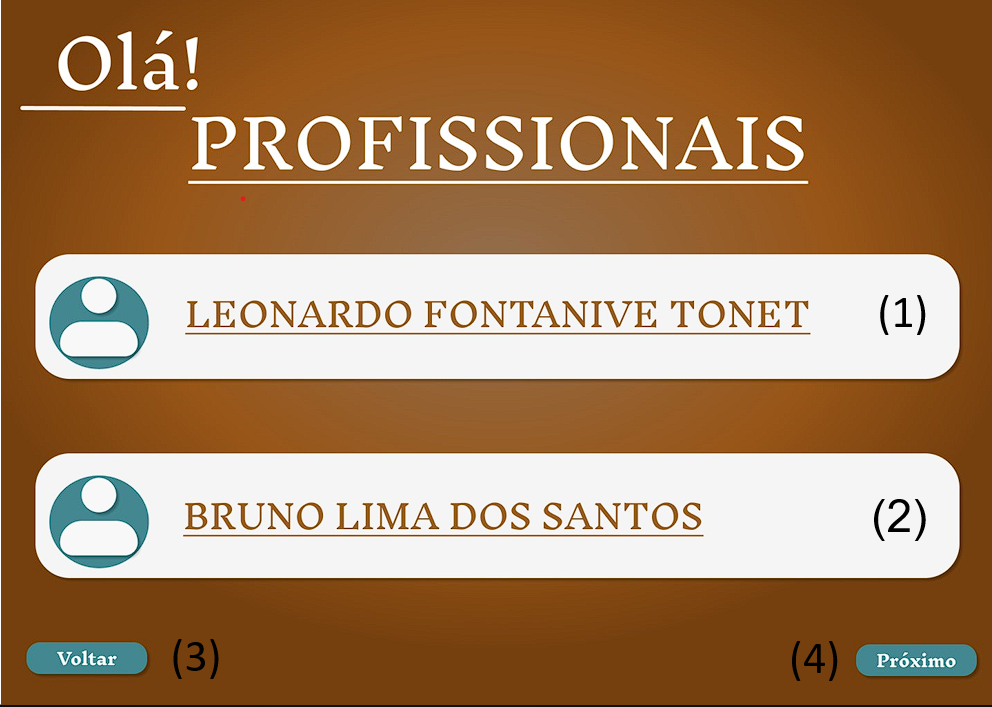 Olá!
PROFISSIONAIS
LEONARDO FONTANIVE TONET (1)
BRUNO LIMA DOS SANTOS (2)
Voltar (3) (4) Próximo